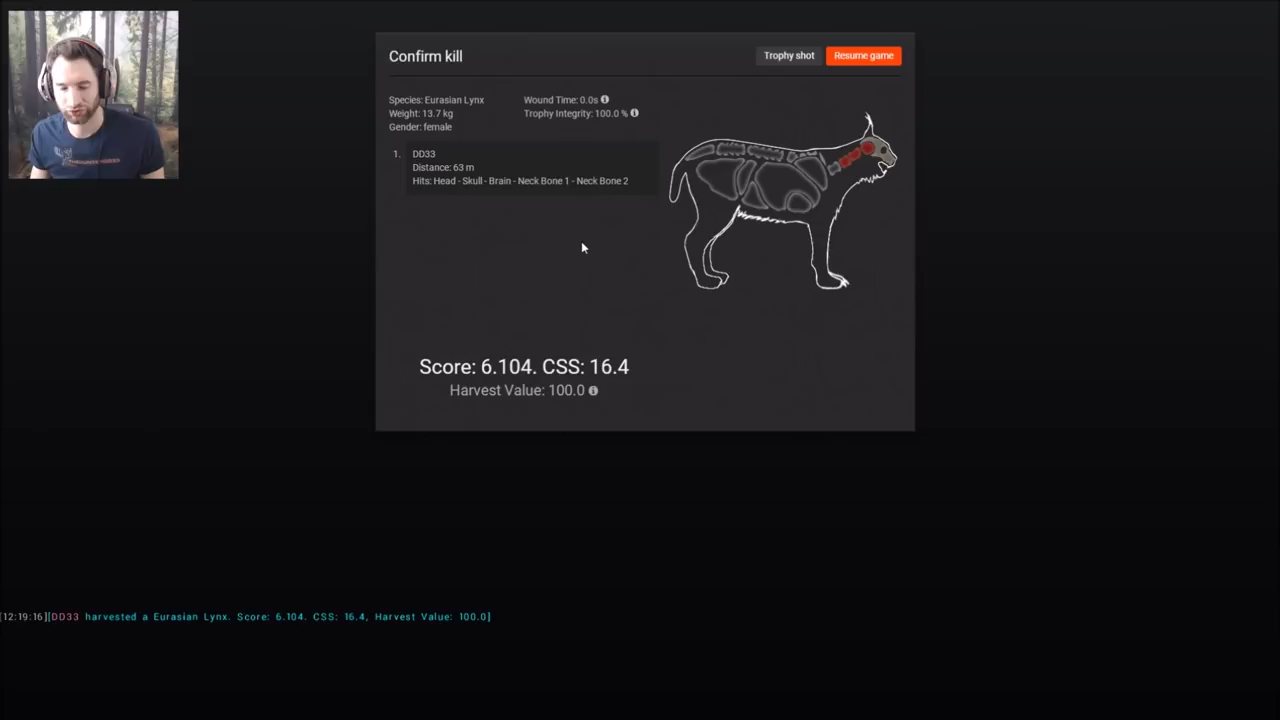 Confirm kill
Trophy shot
Resume game
Species: Eurasian Lynx
Weight: 13.7 kg
Gender: female
Wound Time: 0.0s
Trophy Integrity: 100.0 %
1.
DD33
Distance: 63 m
Hits: Head - Skull - Brain - Neck Bone 1 - Neck Bone 2
Score: 6.104. CSS: 16.4
Harvest Value: 100.0
[12:19:16][DD33 harvested a Eurasian Lynx. Score: 6.104. CSS: 16.4, Harvest Value: 100.0]